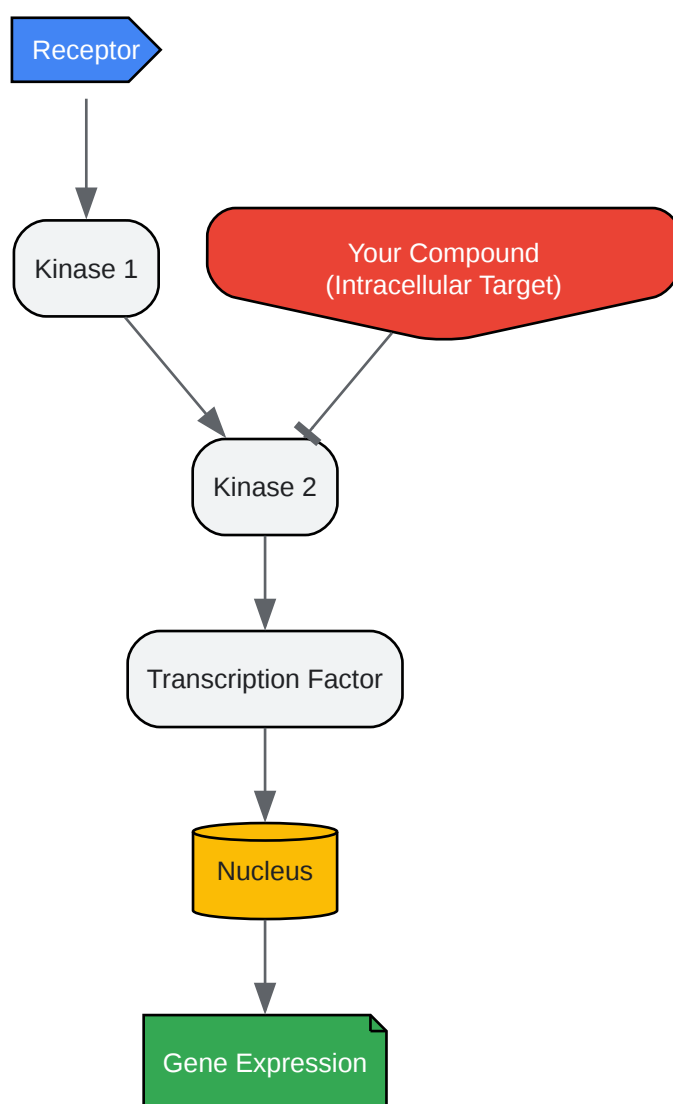 Receptor
Kinase 1
Your Compound
(Intracellular Target)
Kinase 2
Transcription Factor
Nucleus
Gene Expression